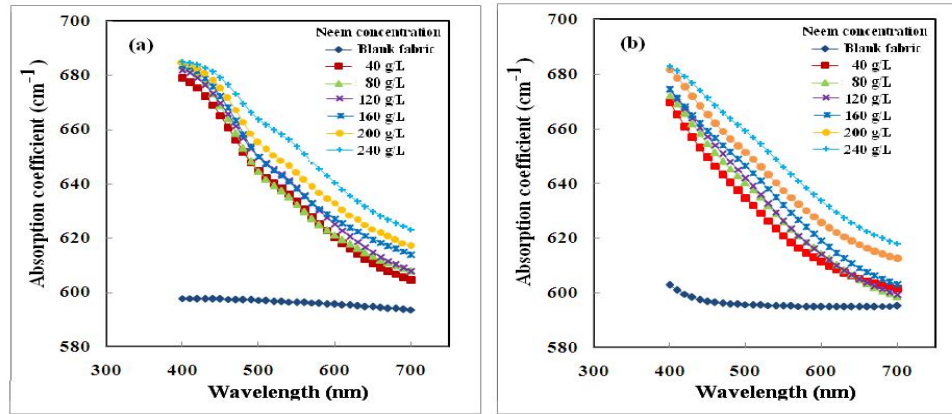 700
680
660
640
620
600
580
300
400
500
600
700
Absorption coefficient (cm⁻¹)
Wavelength (nm)
(a)
Neem concentration
Blank fabric
40 g/L
80 g/L
120 g/L
160 g/L
200 g/L
240 g/L
700
680
660
640
620
600
580
300
400
500
600
700
Absorption coefficient (cm⁻¹)
Wavelength (nm)
(b)
Neem concentration
Blank fabric
40 g/L
80 g/L
120 g/L
160 g/L
200 g/L
240 g/L